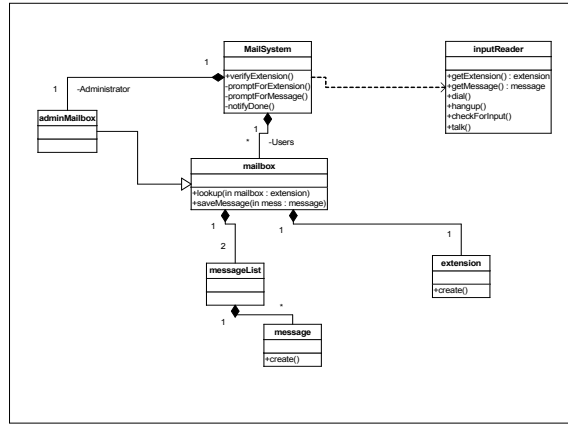 MailSystem
+verifyExtension()
-promptForExtension()
-promptForMessage()
-notifyDone()
inputReader
+getExtension() : extension
+getMessage() : message
+dial()
+hangup()
+checkForInput()
+talk()
1
1
-Administrator
adminMailbox
1
*
-Users
mailbox
+lookup(in mailbox : extension)
+saveMessage(in mess : message)
1
2
1
1
messageList
extension
+create()
1
*
message
+create()